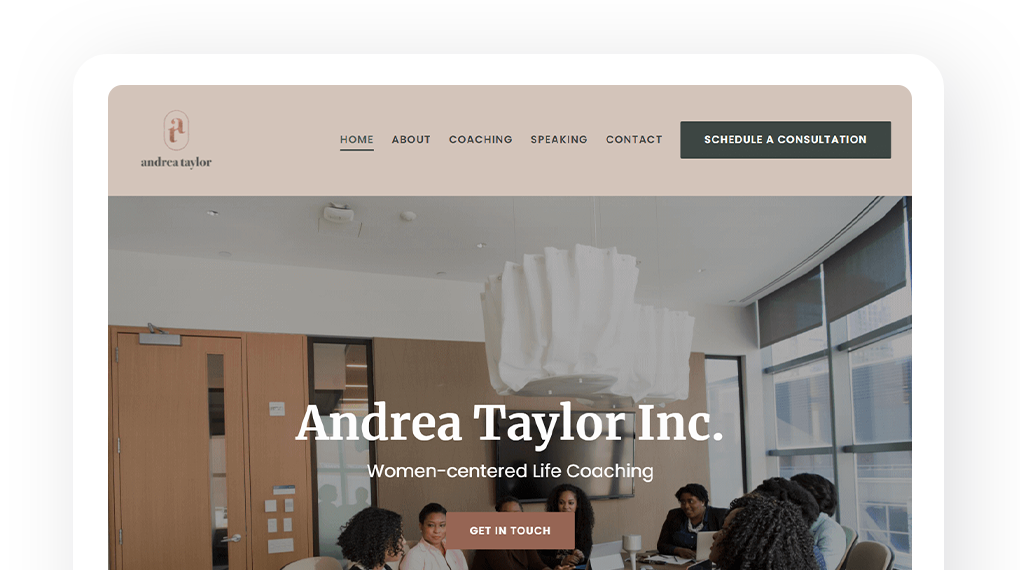 andrea taylor
HOME ABOUT COACHING SPEAKING CONTACT SCHEDULE A CONSULTATION
Andrea Taylor Inc.
Women-centered Life Coaching
GET IN TOUCH